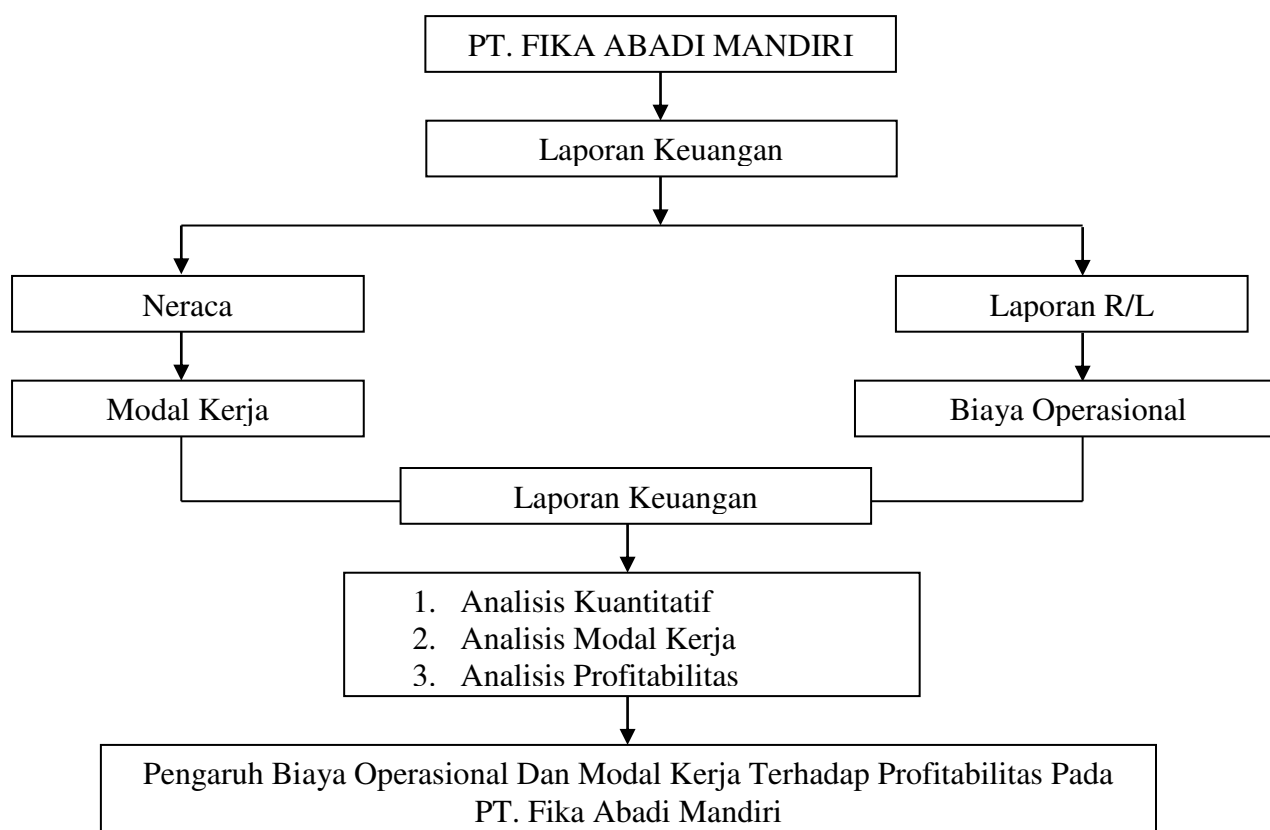 PT. FIKA ABADI MANDIRI
Laporan Keuangan
Neraca
Laporan R/L
Modal Kerja
Biaya Operasional
Laporan Keuangan
1. Analisis Kuantitatif
2. Analisis Modal Kerja
3. Analisis Profitabilitas
Pengaruh Biaya Operasional Dan Modal Kerja Terhadap Profitabilitas Pada
PT. Fika Abadi Mandiri